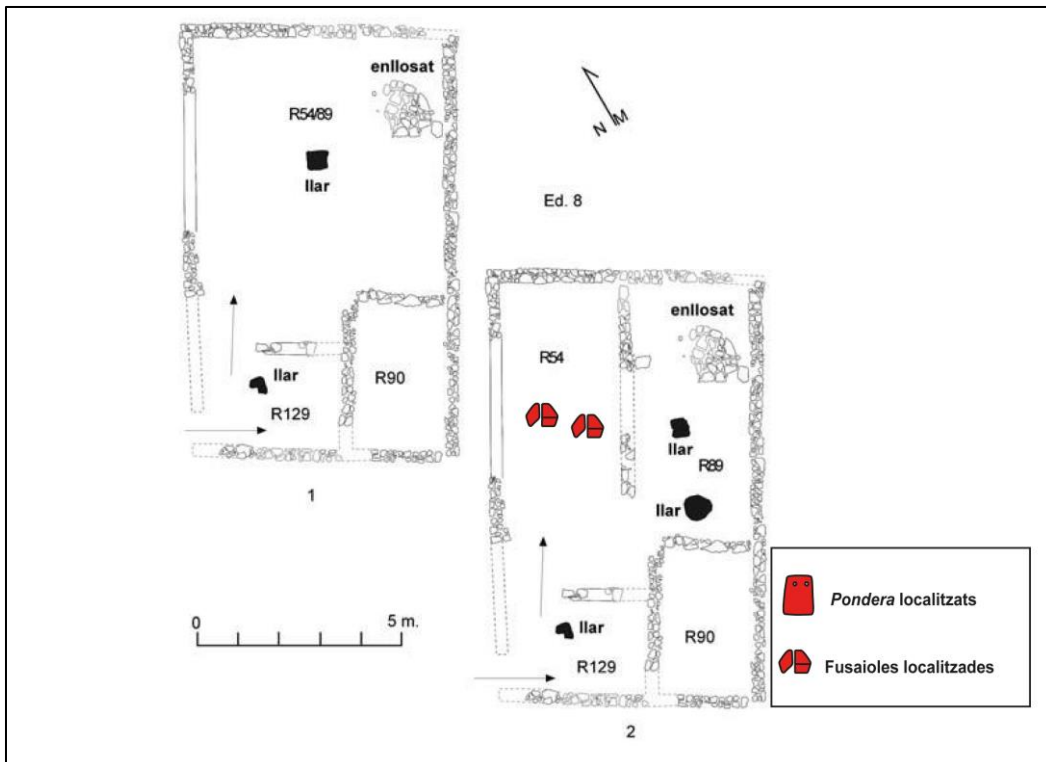 enllosat
R54/89
llar
N M
Ed. 8
llar
R90
R129
1
enllosat
R54
llar
R89
llar
0 5 m.
llar
R90
R129
2
Pondera localitzats
Fusaioles localitzades